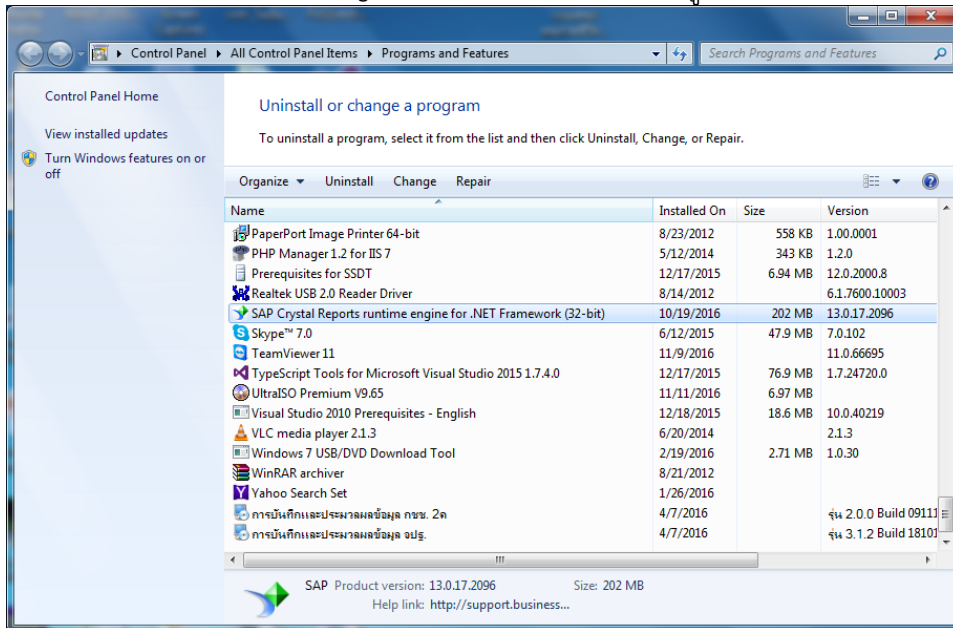 Control Panel ▸ All Control Panel Items ▸ Programs and Features
Search Programs and Features
Control Panel Home
View installed updates
Turn Windows features on or
off
Uninstall or change a program
To uninstall a program, select it from the list and then click Uninstall, Change, or Repair.
Organize Uninstall Change Repair
Name Installed On Size Version
PaperPort Image Printer 64-bit 8/23/2012 558 KB 1.00.0001
PHP Manager 1.2 for IIS 7 5/12/2014 343 KB 1.2.0
Prerequisites for SSDT 12/17/2015 6.94 MB 12.0.2000.8
Realtek USB 2.0 Reader Driver 8/14/2012 6.1.7600.10003
SAP Crystal Reports runtime engine for .NET Framework (32-bit) 10/19/2016 202 MB 13.0.17.2096
Skype™ 7.0 6/12/2015 47.9 MB 7.0.102
TeamViewer 11 11/9/2016 11.0.66695
TypeScript Tools for Microsoft Visual Studio 2015 1.7.4.0 12/17/2015 76.9 MB 1.7.24720.0
UltraISO Premium V9.65 11/11/2016 6.97 MB
Visual Studio 2010 Prerequisites - English 12/18/2015 18.6 MB 10.0.40219
VLC media player 2.1.3 6/20/2014 2.1.3
Windows 7 USB/DVD Download Tool 2/19/2016 2.71 MB 1.0.30
WinRAR archiver 8/21/2012
Yahoo Search Set 1/26/2016
การบันทึกและประมวลผลข้อมูล กชช. 2ค 4/7/2016 รุ่น 2.0.0 Build 09111
การบันทึกและประมวลผลข้อมูล จปฐ. 4/7/2016 รุ่น 3.1.2 Build 18101
SAP Product version: 13.0.17.2096 Size: 202 MB
Help link: http://support.business...